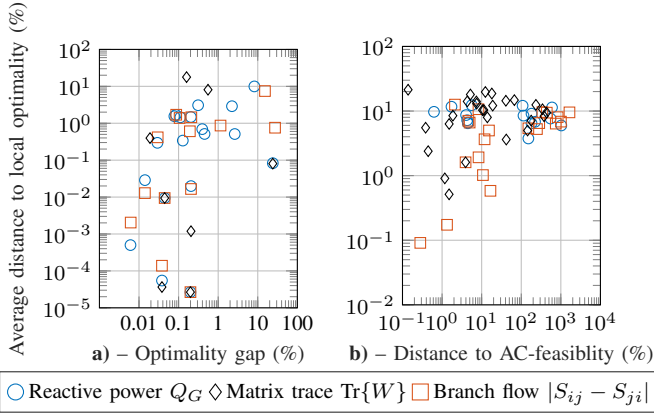 Average distance to local optimality (%)
10^2
10^1
10^0
10^−1
10^−2
10^−3
10^−4
10^−5
0.01 0.1 1 10 100
a) – Optimality gap (%)
10^2
10^1
10^0
10^−1
10^−2
10^−1 10^0 10^1 10^2 10^3 10^4
b) – Distance to AC-feasiblity (%)
Reactive power Q_G Matrix trace Tr{W} Branch flow |S_ij − S_ji|